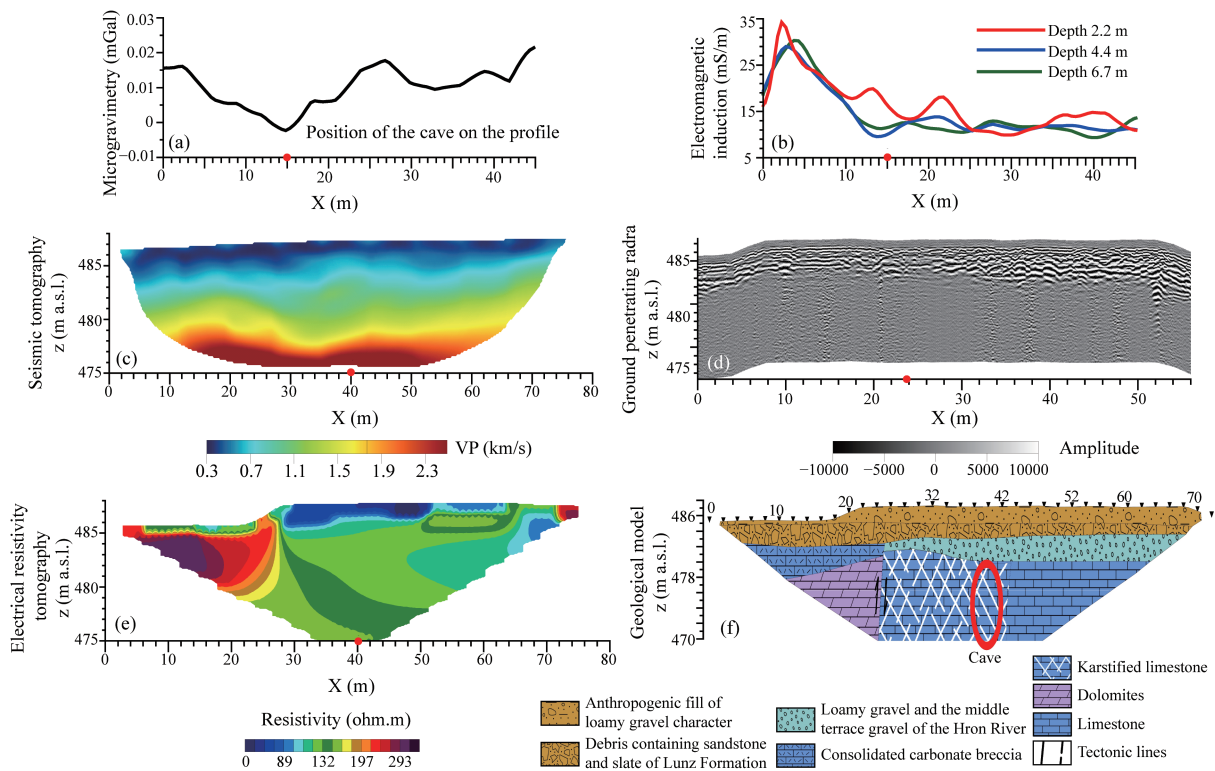 Microgravimetry (mGal)
0.03
0.03
0.01
0
−0.01
(a)
Position of the cave on the profile
0 10 20 30 40
X (m)
Electromagnetic
induction (mS/m)
35
25
15
5
(b)
Depth 2.2 m
Depth 4.4 m
Depth 6.7 m
0 10 20 30 40
X (m)
Seismic tomography
z (m a.s.l.)
485
480
475
(c)
0 10 20 30 40 50 60 70 80
X (m)
VP (km/s)
0.3 0.7 1.1 1.5 1.9 2.3
Ground penetrating radra
z (m a.s.l.)
485
480
475
(d)
0 10 20 30 40 50
X (m)
Amplitude
−10000 −5000 0 5000 10000
Electrical resistivity
tomography
z (m a.s.l.)
485
480
475
(e)
0 10 20 30 40 50 60 70 80
X (m)
Resistivity (ohm.m)
0 89 132 197 293
Geological model
z (m a.s.l.)
486
478
470
(f)
0 10 20 32 42 52 60 70
Cave
Anthropogenic fill of
loamy gravel character
Debris containing sandstone
and slate of Lunz Formation
Loamy gravel and the middle
terrace gravel of the Hron River
Consolidated carbonate breccia
Karstified limestone
Dolomites
Limestone
Tectonic lines